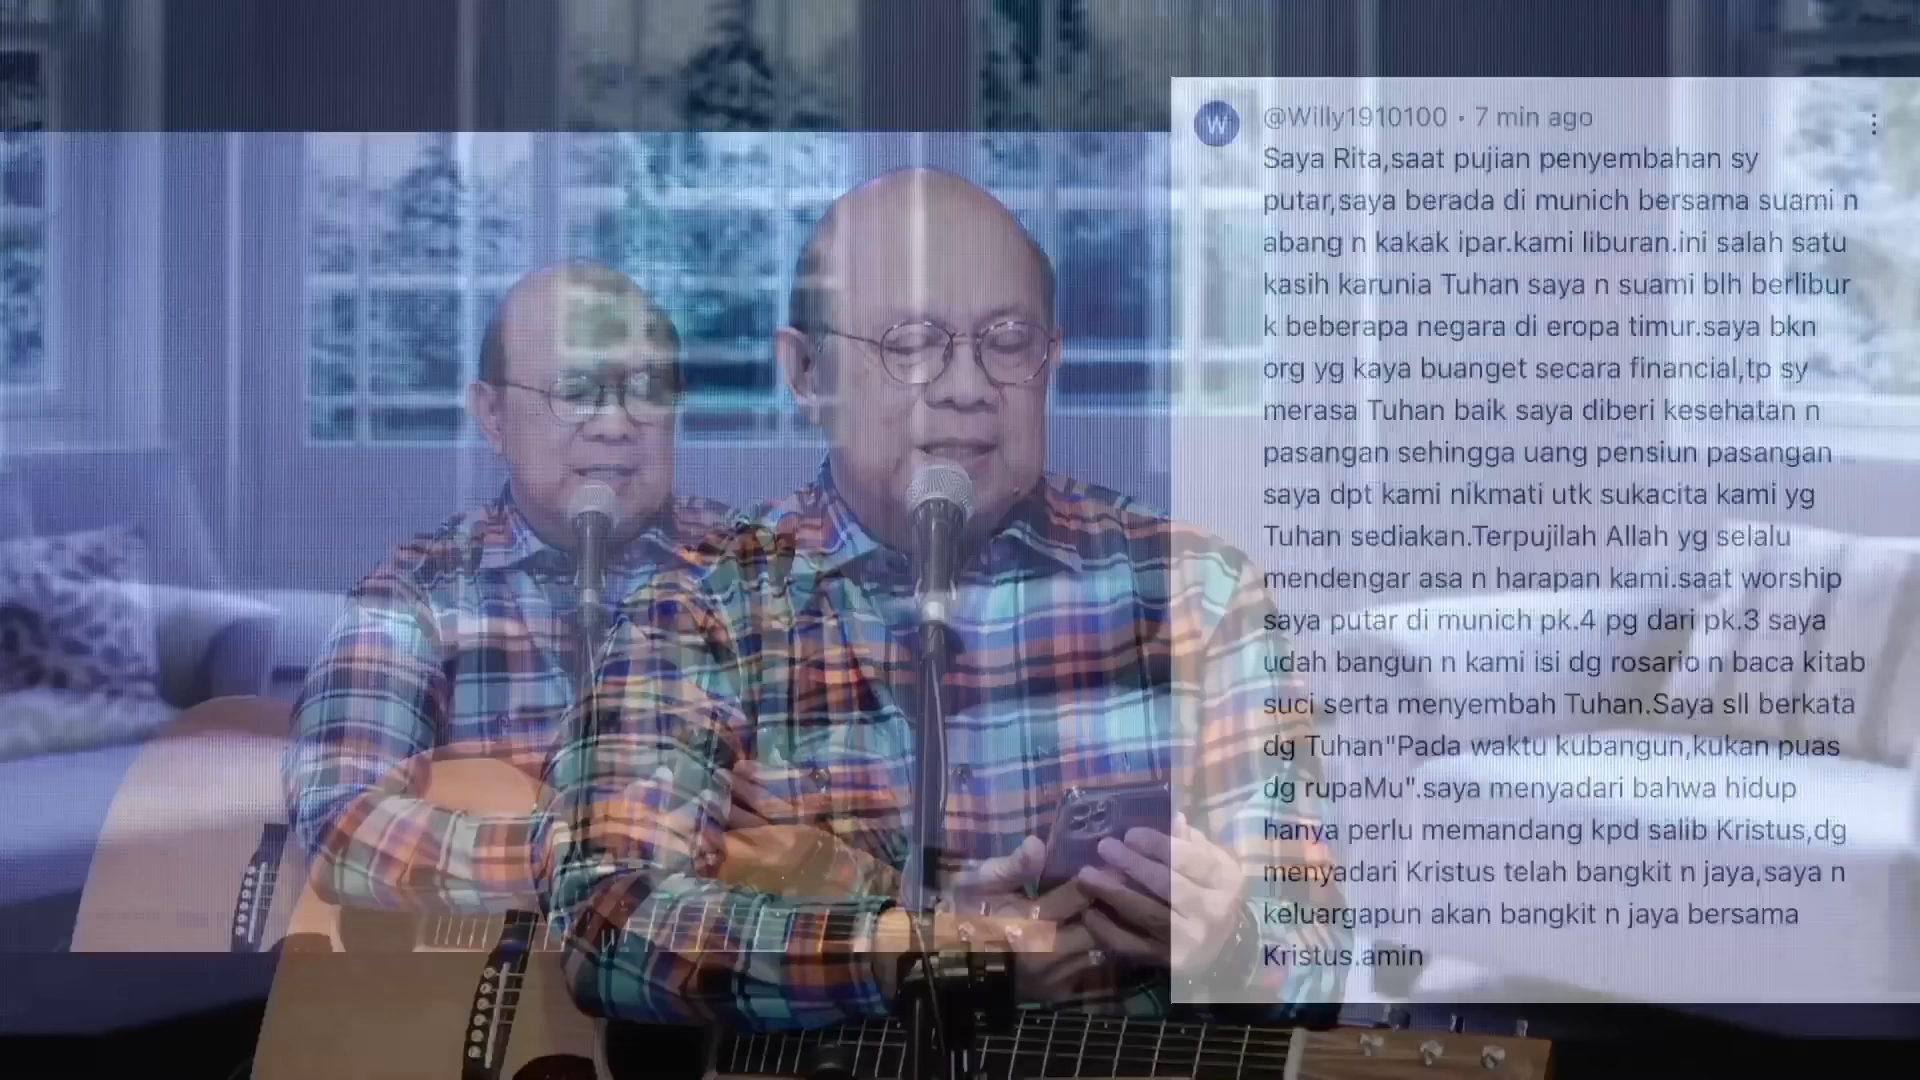 W
@Willy1910100 • 7 min ago
Saya Rita,saat pujian penyembahan sy
putar,saya berada di munich bersama suami n
abang n kakak ipar.kami liburan.ini salah satu
kasih karunia Tuhan saya n suami blh berlibur
k beberapa negara di eropa timur.saya bkn
org yg kaya buanget secara financial,tp sy
merasa Tuhan baik saya diberi kesehatan n
pasangan sehingga uang pensiun pasangan
saya dpt kami nikmati utk sukacita kami yg
Tuhan sediakan.Terpujilah Allah yg selalu
mendengar asa n harapan kami.saat worship
saya putar di munich pk.4 pg dari pk.3 saya
udah bangun n kami isi dg rosario n baca kitab
suci serta menyembah Tuhan.Saya sll berkata
dg Tuhan"Pada waktu kubangun,kukan puas
dg rupaMu".saya menyadari bahwa hidup
hanya perlu memandang kpd salib Kristus,dg
menyadari Kristus telah bangkit n jaya,saya n
keluargapun akan bangkit n jaya bersama
Kristus.amin